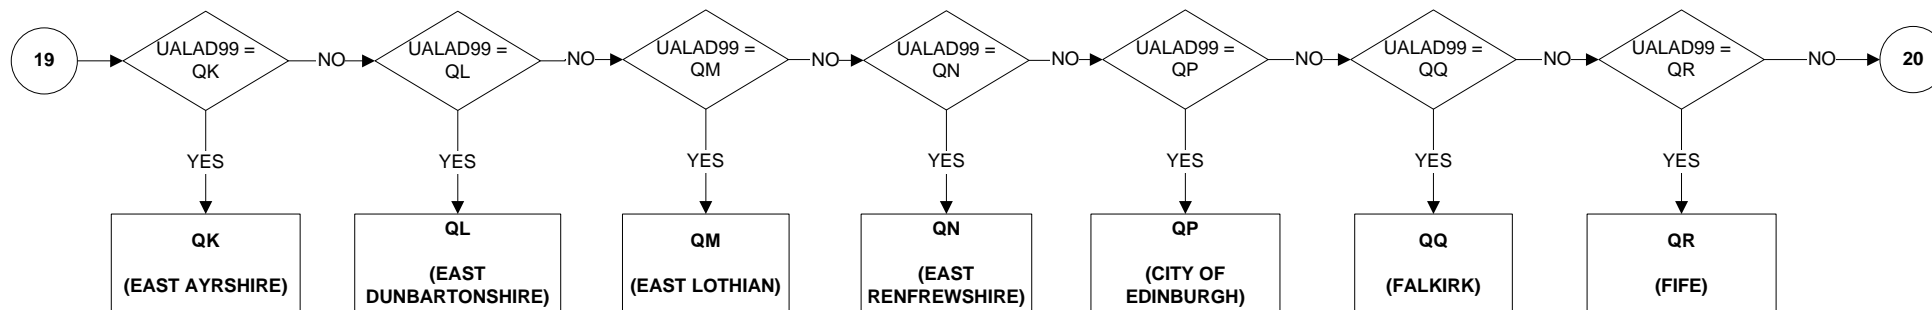 19
UALAD99 =
QK
NO
UALAD99 =
QL
NO
UALAD99 =
QM
NO
UALAD99 =
QN
NO
UALAD99 =
QP
NO
UALAD99 =
QQ
NO
UALAD99 =
QR
NO
20
YES
YES
YES
YES
YES
YES
YES
QK
(EAST AYRSHIRE)
QL
(EAST
DUNBARTONSHIRE)
QM
(EAST LOTHIAN)
QN
(EAST
RENFREWSHIRE)
QP
(CITY OF
EDINBURGH)
QQ
(FALKIRK)
QR
(FIFE)